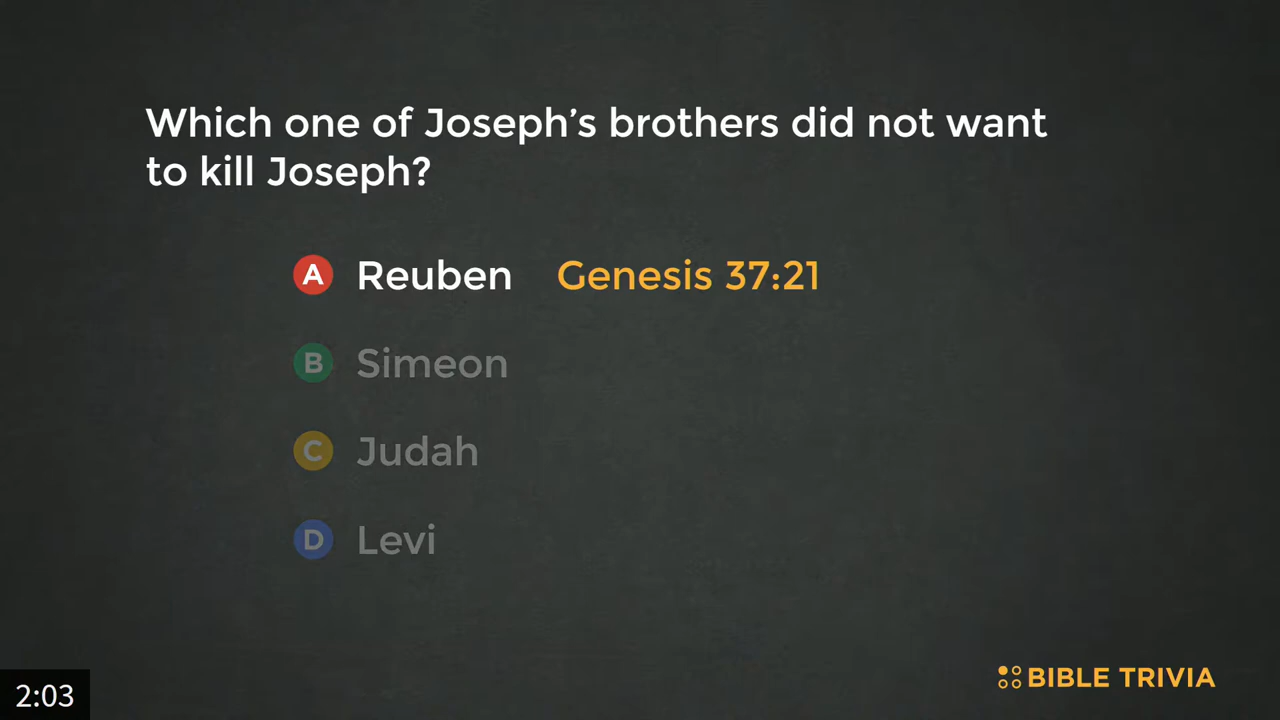 Which one of Joseph's brothers did not want
to kill Joseph?
A Reuben Genesis 37:21
B Simeon
C Judah
D Levi
BIBLE TRIVIA
2:03